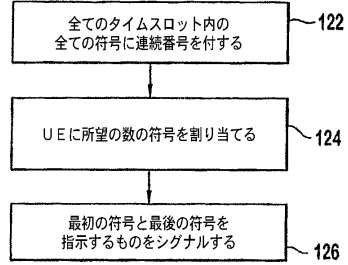 全てのタイムスロット内の
全ての符号に連続番号を付する
122
UEに所望の数の符号を割り当てる
124
最初の符号と最後の符号を
指示するものをシグナルする
126